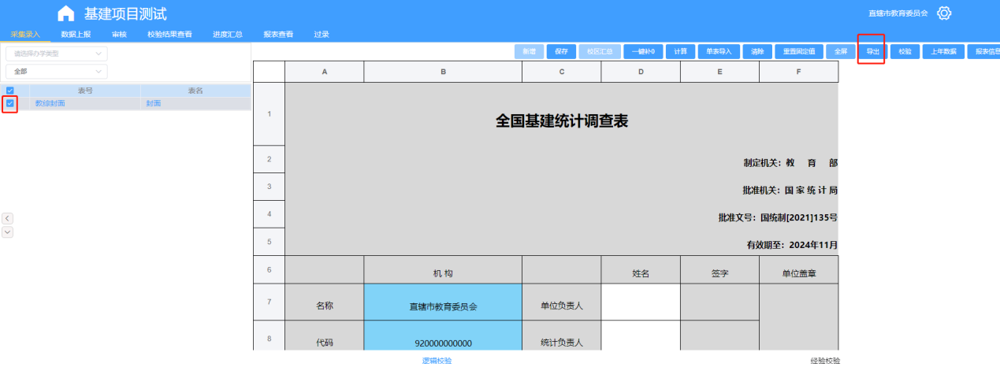 基建项目测试
直辖市教育委员会
采集录入 数据上报 审核 校验结果查看 进度汇总 报表查看 过录
请选择办学类型
全部
新增 保存 校区汇总 一键补0 计算 单表导入 清除 重置固定值 全屏 导出 校验 上年数据 报表信息
表号 表名
教综封面 封面
A B C D E F
1 全国基建统计调查表
2 制定机关：教 育 部
3 批准机关：国 家 统 计 局
4 批准文号：国统制[2021]135号
5 有效期至：2024年11月
6 机 构 姓名 签字 单位盖章
7 名称 直辖市教育委员会 单位负责人
8 代码 920000000000 统计负责人
逻辑校验 经验校验